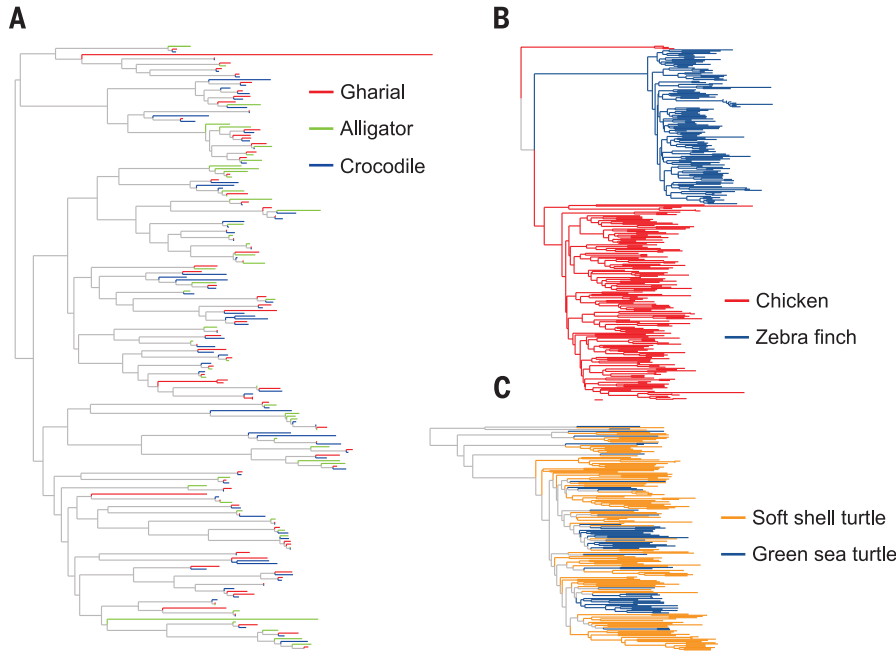 A
Gharial
Alligator
Crocodile
B
Chicken
Zebra finch
C
Soft shell turtle
Green sea turtle